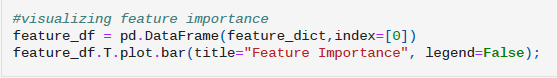 #visualizing feature importance
feature_df = pd.DataFrame(feature_dict,index=[0])
feature_df.T.plot.bar(title="Feature Importance", legend=False);